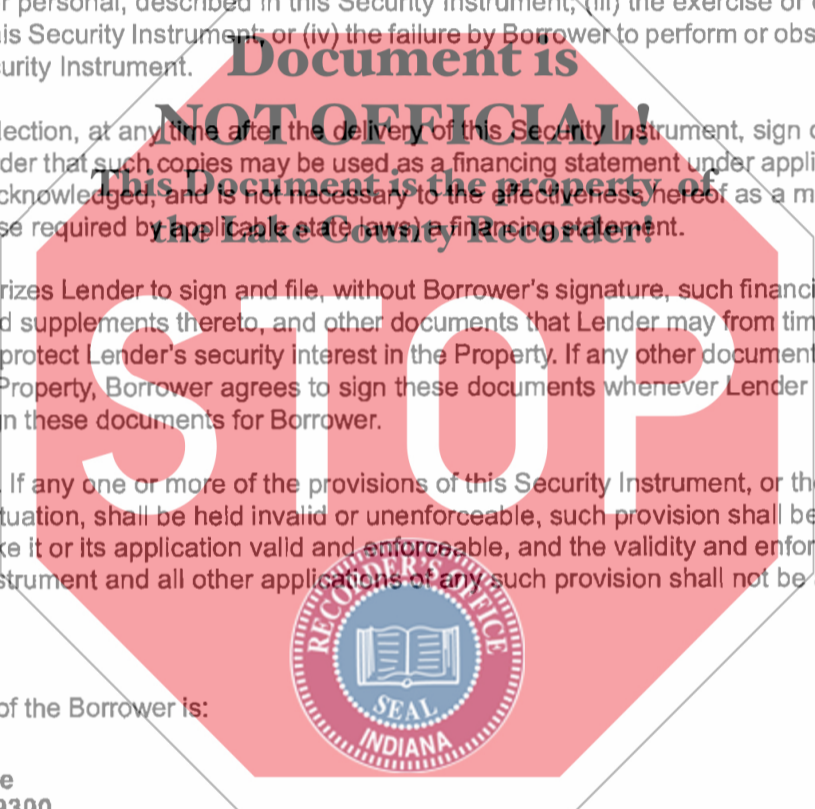 personal, described in this Security Instrument; (iii) the exercise of
is Security Instrument; or (iv) the failure by Borrower to perform or obs
urity Instrument.
Document is
NOT OFFICIAL!
This Document is the property of
the Lake County Recorder!
lection, at any time after the delivery of this Security Instrument, sign
der that such copies may be used as a financing statement under appli
cknowledged, and is not necessary to the effectiveness hereof as a m
se required by applicable state laws) a financing statement.
rizes Lender to sign and file, without Borrower's signature, such financi
d supplements thereto, and other documents that Lender may from tim
protect Lender's security interest in the Property. If any other document
Property, Borrower agrees to sign these documents whenever Lender
n these documents for Borrower.
STOP
. If any one or more of the provisions of this Security Instrument, or th
tuation, shall be held invalid or unenforceable, such provision shall be
ke it or its application valid and enforceable, and the validity and enfor
strument and all other applications of any such provision shall not be
RECORDER'S OFFICE
SEAL
INDIANA
of the Borrower is:
e
9300